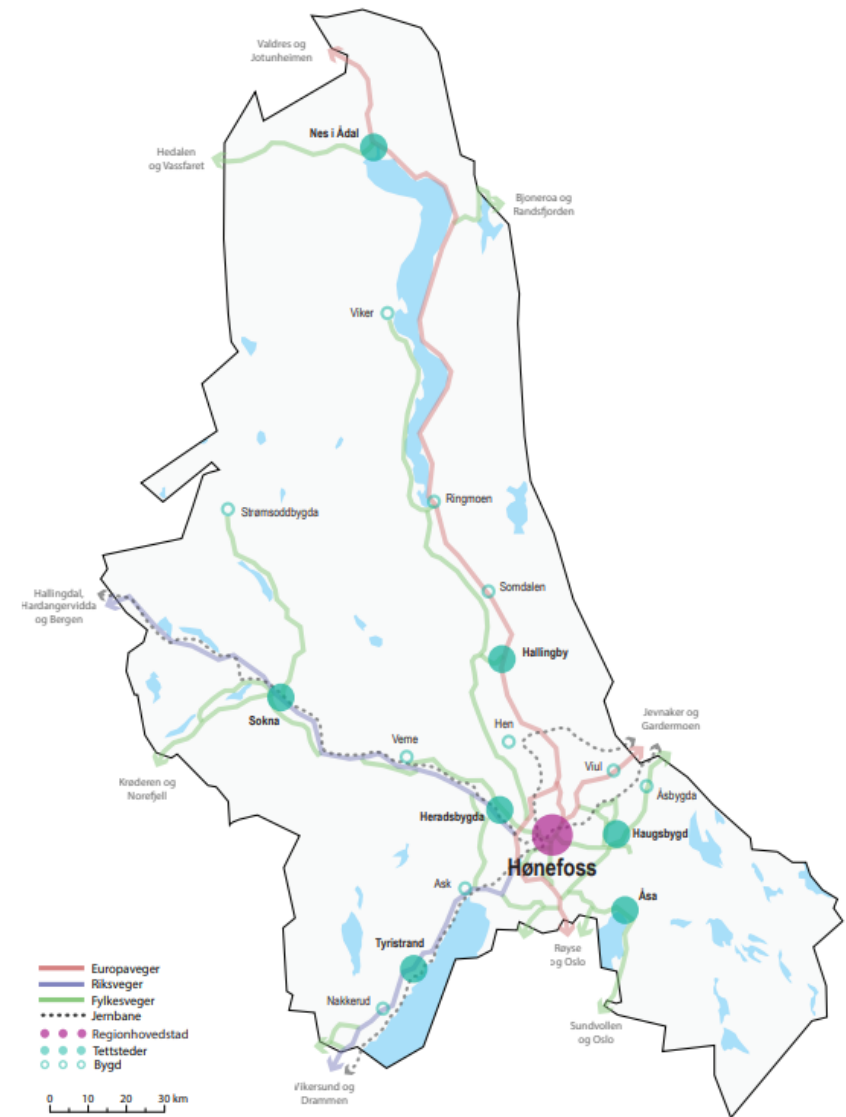 Valdres og
Jotunheimen
Nes i Ådal
Hedalen
og Vassfaret
Bjoneroa og
Randsfjorden
Viker
Ringmoen
Strømsoddbygda
Somdalen
Hallingdal,
Hardangervidda
og Bergen
Hallingby
Sokna
Hen
Jevnaker og
Gardermoen
Veme
Viul
Krøderen og
Norefjell
Åsbygda
Heradsbygda
Haugsbygd
Hønefoss
Ask
Åsa
Tyristrand
Røyse
og Oslo
Nakkerud
Sundvollen
og Oslo
Vikersund og
Drammen
Europaveger
Riksveger
Fylkesveger
Jernbane
Regionhovedstad
Tettsteder
Bygd
0 10 20 30 km